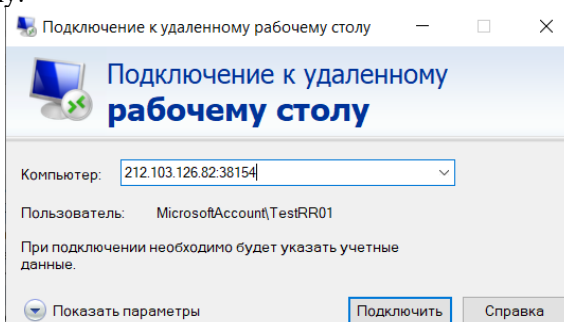 у.
Подключение к удаленному рабочему столу
Подключение к удаленному
рабочему столу
Компьютер: 212.103.126.82:38154
Пользователь: MicrosoftAccount\TestRR01
При подключении необходимо будет указать учетные
данные.
Показать параметры Подключить Справка